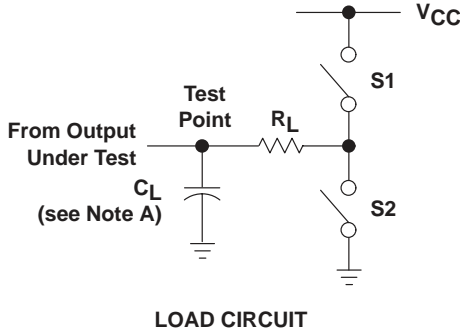 VCC
S1
Test
Point
RL
From Output
Under Test
CL
(see Note A)
S2
LOAD CIRCUIT